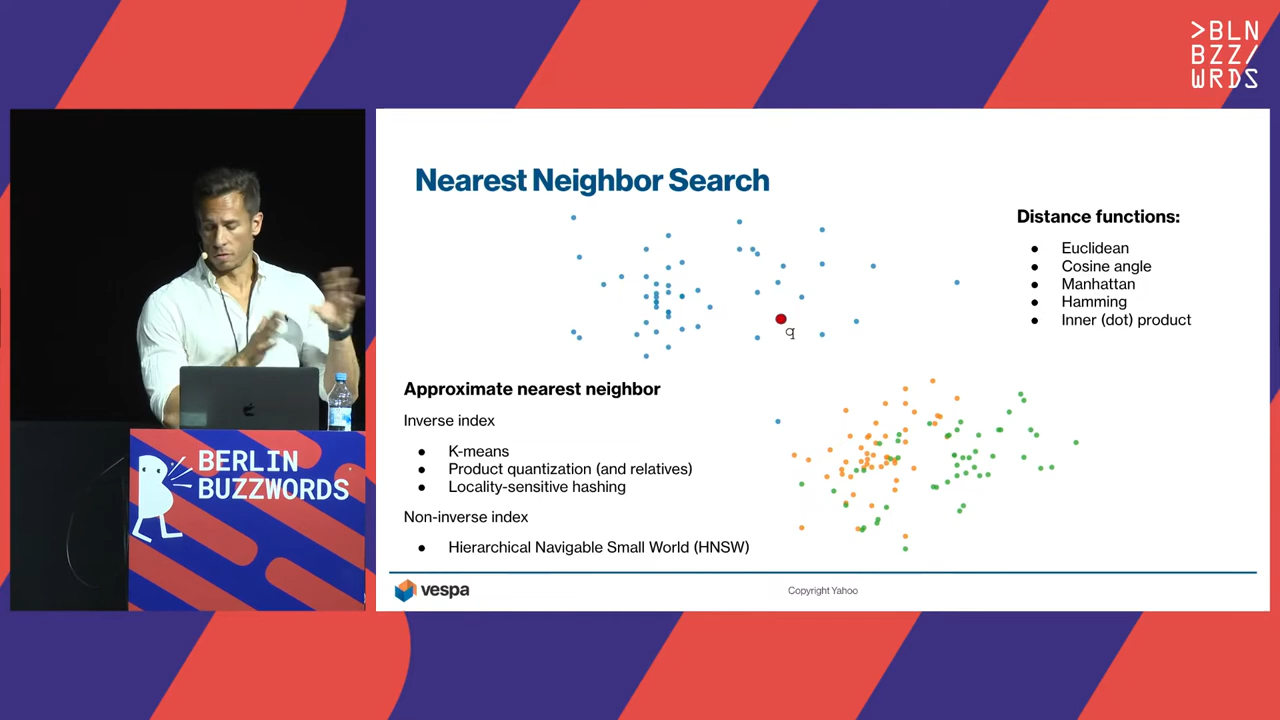 >BLN
BZZ/
WRDS
Nearest Neighbor Search
Distance functions:
● Euclidean
● Cosine angle
● Manhattan
● Hamming
● Inner (dot) product
q
Approximate nearest neighbor
Inverse index
● K-means
● Product quantization (and relatives)
● Locality-sensitive hashing
Non-inverse index
● Hierarchical Navigable Small World (HNSW)
vespa
Copyright Yahoo
BERLIN
BUZZWORDS